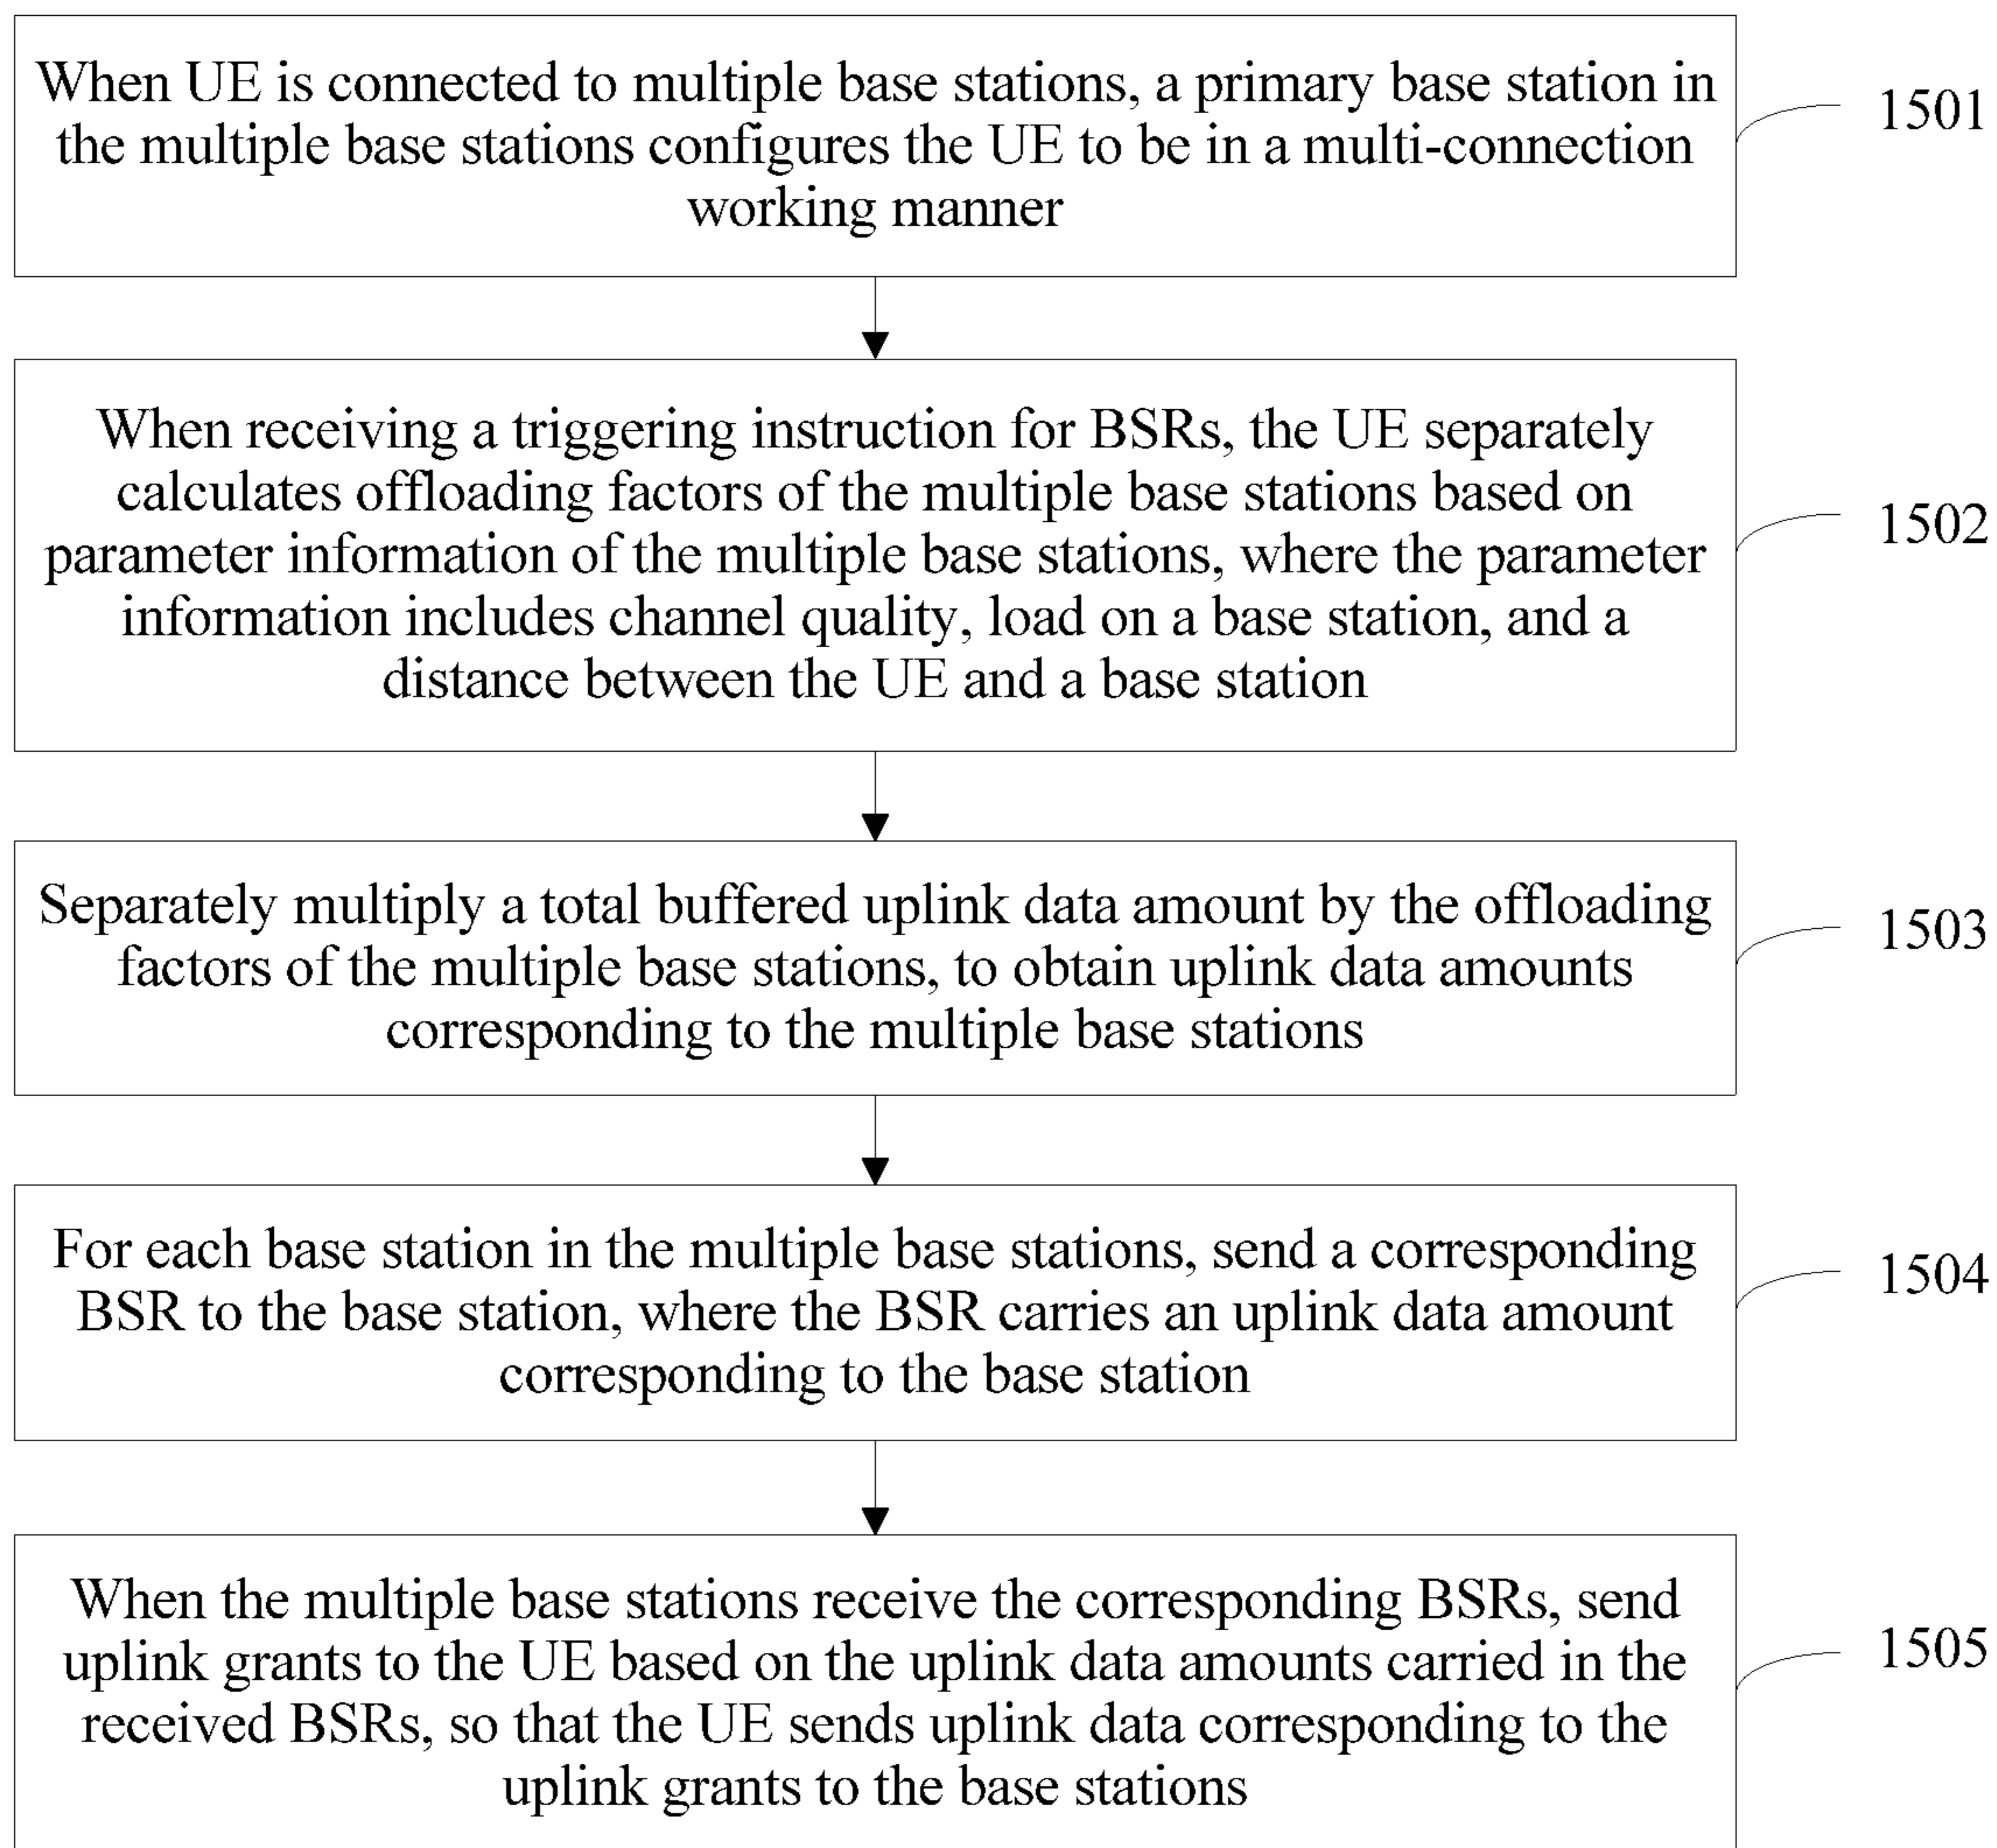 When UE is connected to multiple base stations, a primary base station in
the multiple base stations configures the UE to be in a multi-connection
working manner
1501
When receiving a triggering instruction for BSRs, the UE separately
calculates offloading factors of the multiple base stations based on
parameter information of the multiple base stations, where the parameter
information includes channel quality, load on a base station, and a
distance between the UE and a base station
1502
Separately multiply a total buffered uplink data amount by the offloading
factors of the multiple base stations, to obtain uplink data amounts
corresponding to the multiple base stations
1503
For each base station in the multiple base stations, send a corresponding
BSR to the base station, where the BSR carries an uplink data amount
corresponding to the base station
1504
When the multiple base stations receive the corresponding BSRs, send
uplink grants to the UE based on the uplink data amounts carried in the
received BSRs, so that the UE sends uplink data corresponding to the
uplink grants to the base stations
1505